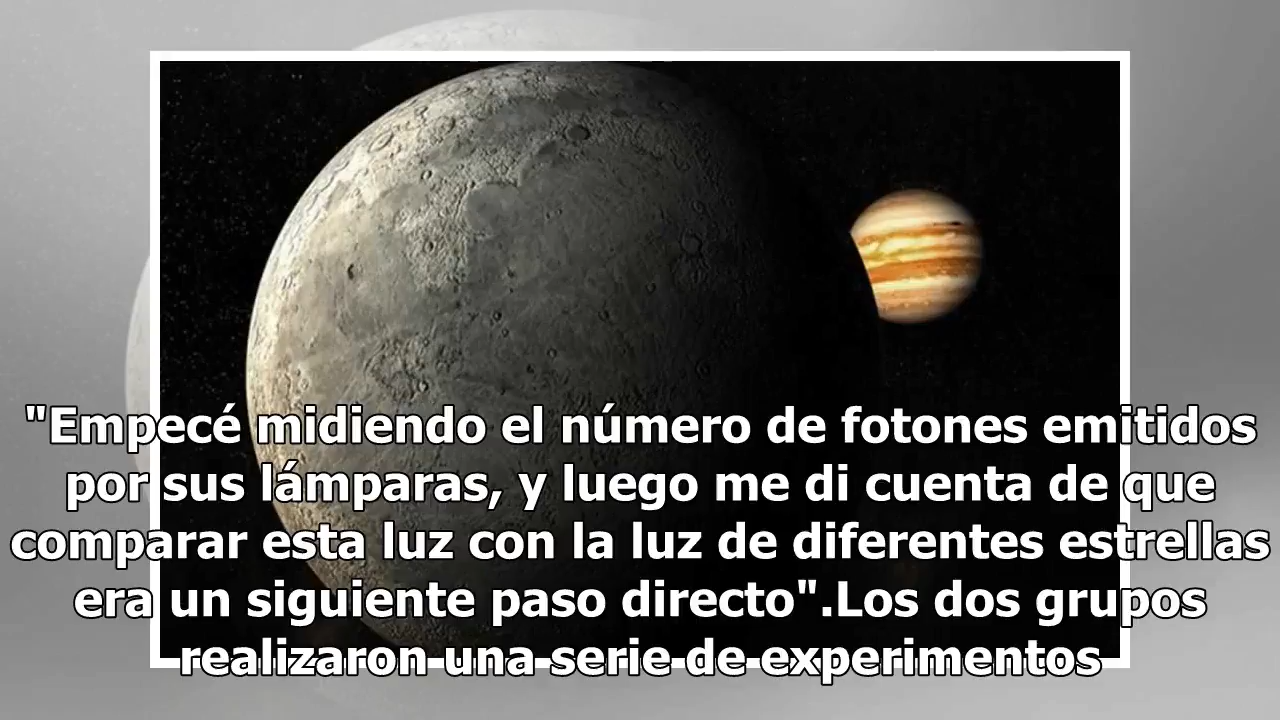 "Empecé midiendo el número de fotones emitidos
por sus lámparas, y luego me di cuenta de que
comparar esta luz con la luz de diferentes estrellas
era un siguiente paso directo".Los dos grupos
realizaron una serie de experimentos